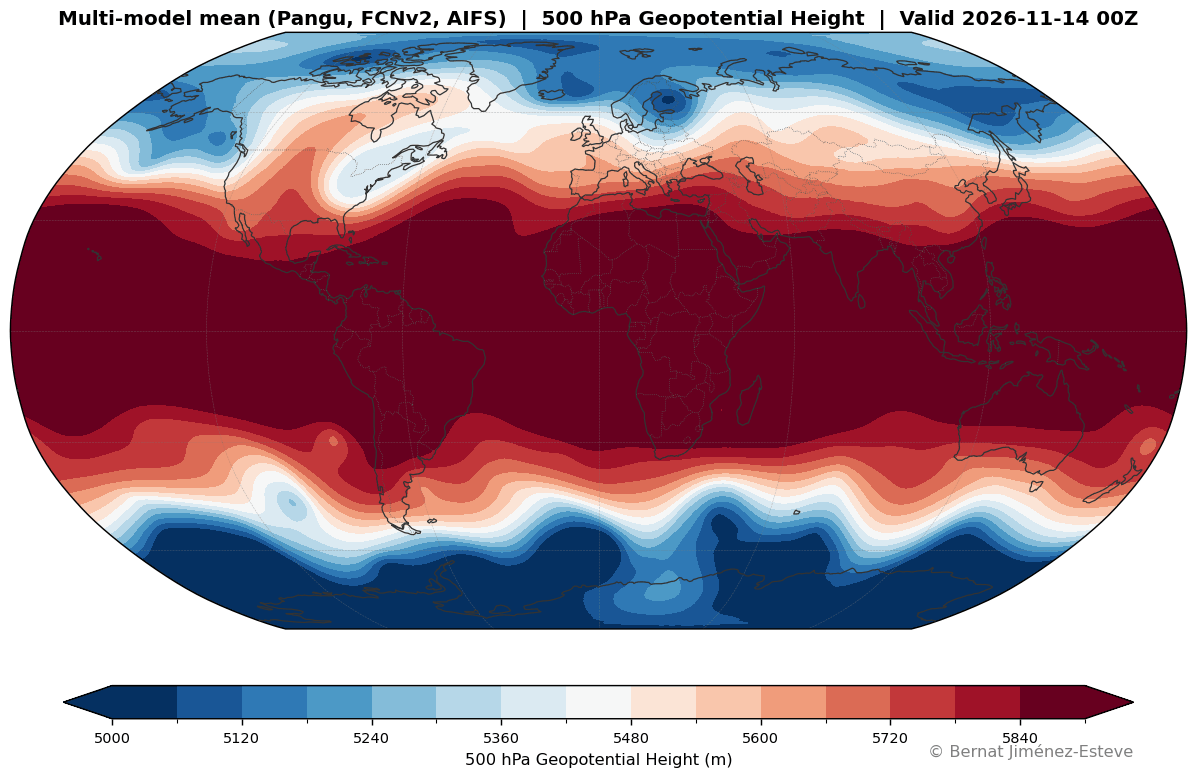 Multi-model mean (Pangu, FCNv2, AIFS)  |  500 hPa Geopotential Height  |  Valid 2026-11-14 00Z
5000 5120 5240 5360 5480 5600 5720 5840
500 hPa Geopotential Height (m)
© Bernat Jiménez-Esteve